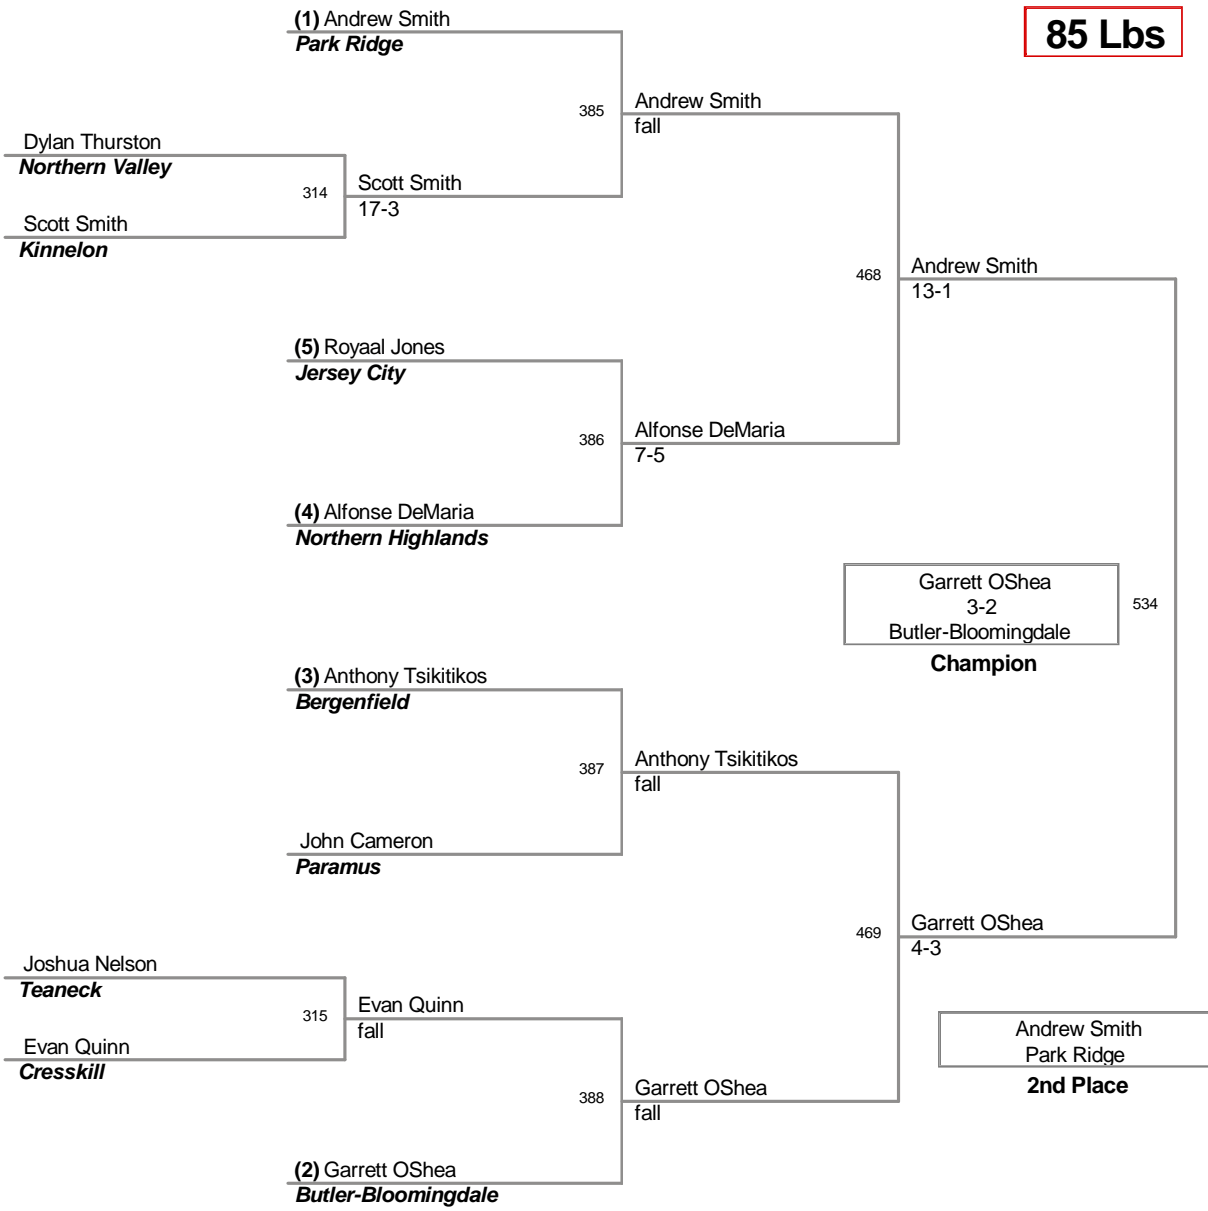 (1) Andrew Smith
Park Ridge
85 Lbs
385
Andrew Smith
fall
Dylan Thurston
Northern Valley
314
Scott Smith
17-3
Scott Smith
Kinnelon
468
Andrew Smith
13-1
(5) Royaal Jones
Jersey City
386
Alfonse DeMaria
7-5
(4) Alfonse DeMaria
Northern Highlands
Garrett OShea
3-2
Butler-Bloomingdale
534
Champion
(3) Anthony Tsikitikos
Bergenfield
387
Anthony Tsikitikos
fall
John Cameron
Paramus
469
Garrett OShea
4-3
Joshua Nelson
Teaneck
315
Evan Quinn
fall
Evan Quinn
Cresskill
Andrew Smith
Park Ridge
2nd Place
388
Garrett OShea
fall
(2) Garrett OShea
Butler-Bloomingdale